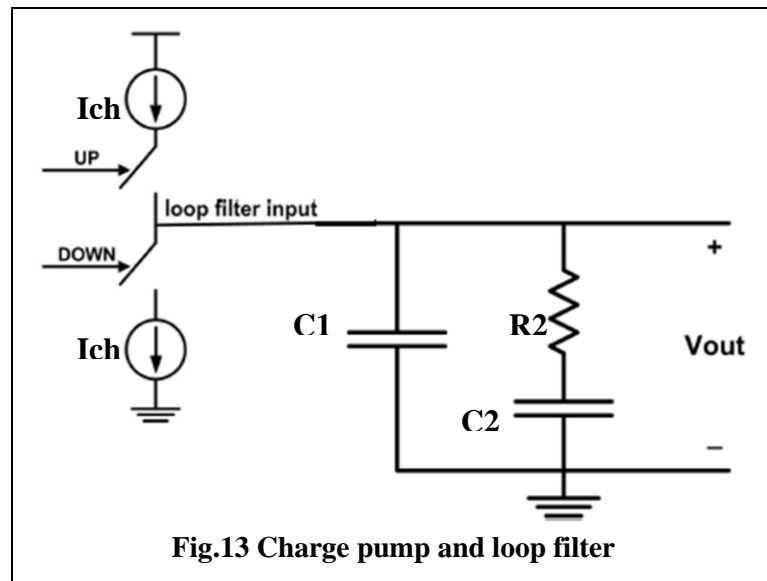 Ich
UP
loop filter input
DOWN
Ich
C1
R2
C2
+
Vout
–
Fig.13 Charge pump and loop filter